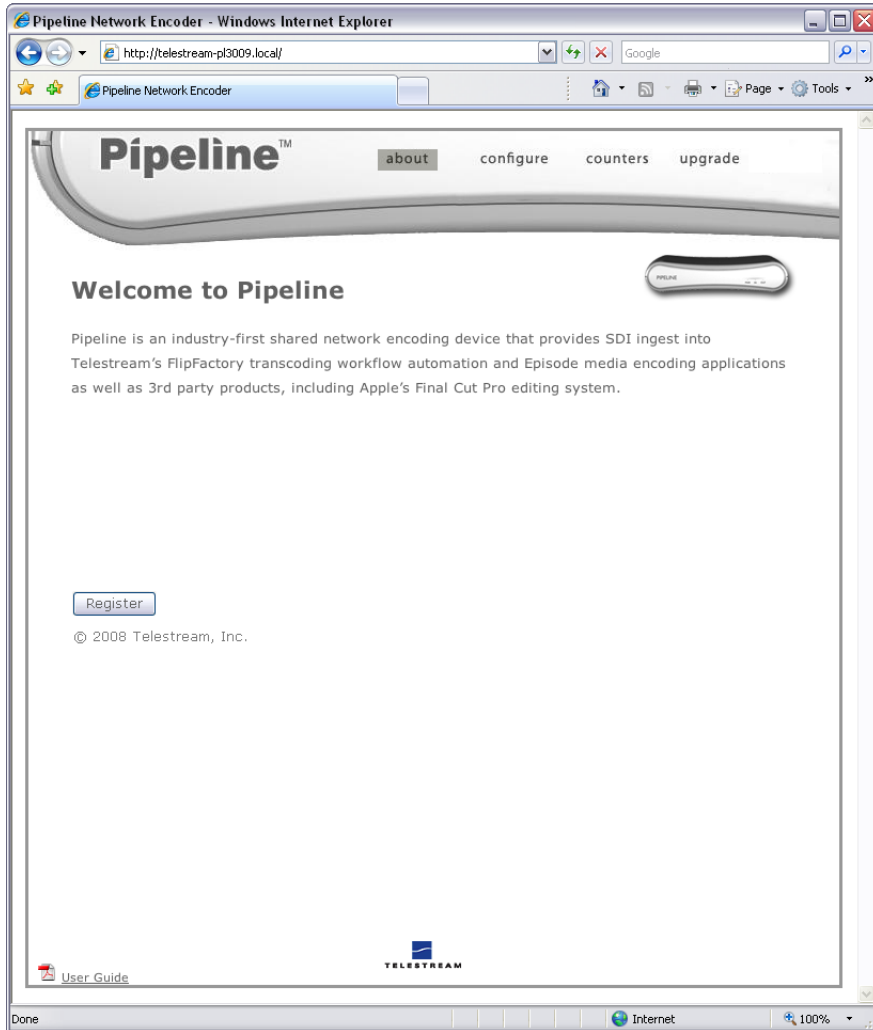 Pipeline Network Encoder - Windows Internet Explorer
http://telestream-pl3009.local/
Google
Pipeline Network Encoder
Page
Tools
Pipeline™
about configure counters upgrade
PIPELINE
Welcome to Pipeline
Pipeline is an industry-first shared network encoding device that provides SDI ingest into
Telestream's FlipFactory transcoding workflow automation and Episode media encoding applications
as well as 3rd party products, including Apple's Final Cut Pro editing system.
Register
© 2008 Telestream, Inc.
TELESTREAM
User Guide
Done
Internet
100%